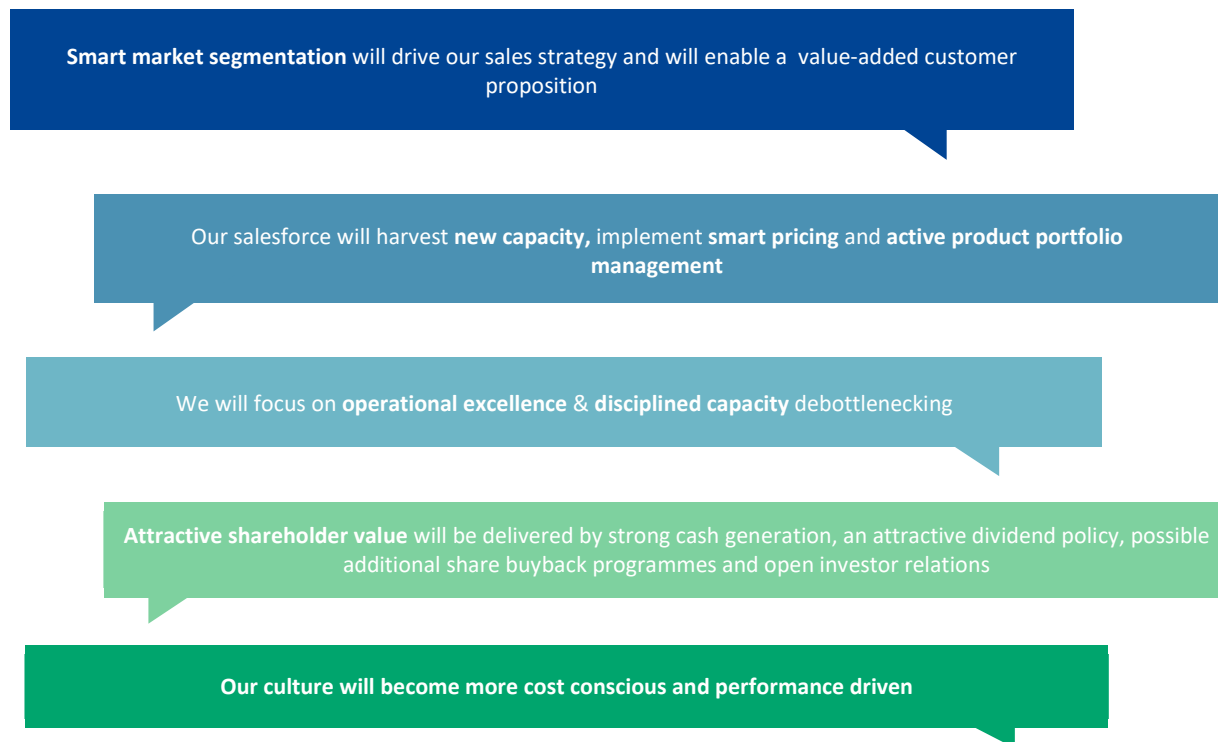 Smart market segmentation will drive our sales strategy and will enable a  value-added customer
proposition
Our salesforce will harvest new capacity, implement smart pricing and active product portfolio
management
We will focus on operational excellence & disciplined capacity debottlenecking
Attractive shareholder value will be delivered by strong cash generation, an attractive dividend policy, possible
additional share buyback programmes and open investor relations
Our culture will become more cost conscious and performance driven